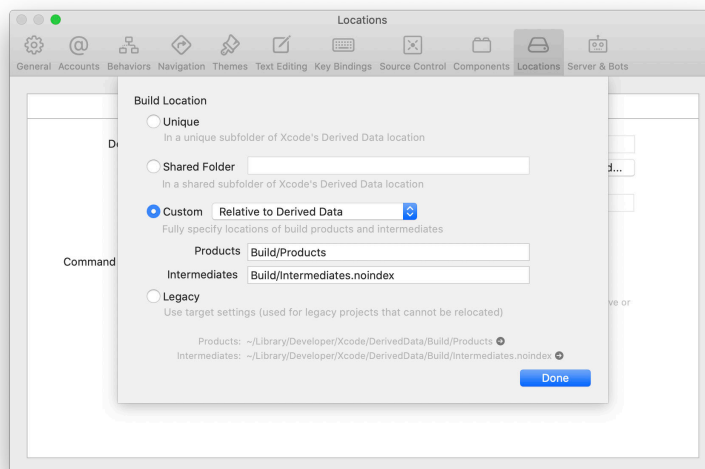 Locations
General Accounts Behaviors Navigation Themes Text Editing Key Bindings Source Control Components Locations Server & Bots
Build Location
Unique
In a unique subfolder of Xcode's Derived Data location
De
Shared Folder
d...
In a shared subfolder of Xcode's Derived Data location
Custom Relative to Derived Data
Fully specify locations of build products and intermediates
Products Build/Products
Command
Intermediates Build/Intermediates.noindex
Legacy
ve or
Use target settings (used for legacy projects that cannot be relocated)
Products: ~/Library/Developer/Xcode/DerivedData/Build/Products
Intermediates: ~/Library/Developer/Xcode/DerivedData/Build/Intermediates.noindex
Done